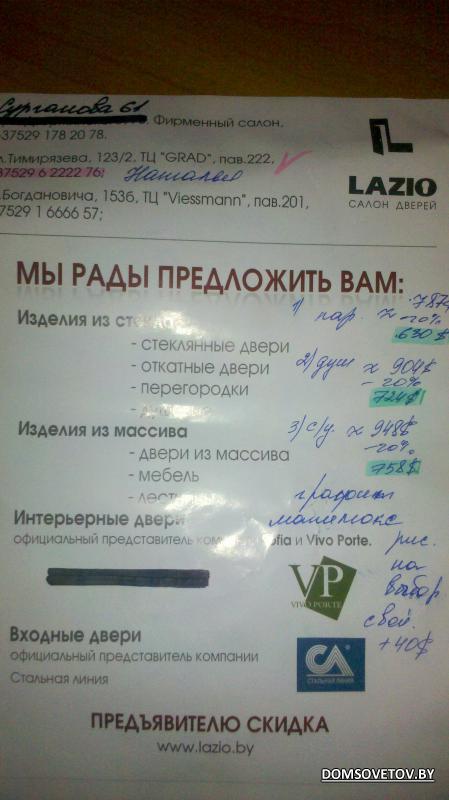 Сурганова 61
Фирменный салон,
37529 178 20 78.
л.Тимирязева, 123/2, ТЦ "GRAD", пав.222,
37529 6 2222 76; Наталья
.Богдановича, 153б, ТЦ "Viessmann", пав.201,
7529 1 6666 57;
LAZIO
САЛОН ДВЕРЕЙ
МЫ РАДЫ ПРЕДЛОЖИТЬ ВАМ:
Изделия из стекла 1) пар. ≈ 787
-20%
- стеклянные двери 630$
- откатные двери 2) душ ≈ 904$
-20%
- перегородки 724$
Изделия из массива 3) с/у ≈ 948$
-20%
- двери из массива 758$
- мебель
графит
Интерьерные двери
официальный представитель Sofia и Vivo Porte.
рис.
на
выбор
свой
+40$
VP
VIVO PORTE
Входные двери
официальный представитель компании
Стальная линия
СТАЛЬНАЯ ЛИНИЯ
ПРЕДЪЯВИТЕЛЮ СКИДКА
www.lazio.by
DOMSOVETOV.BY